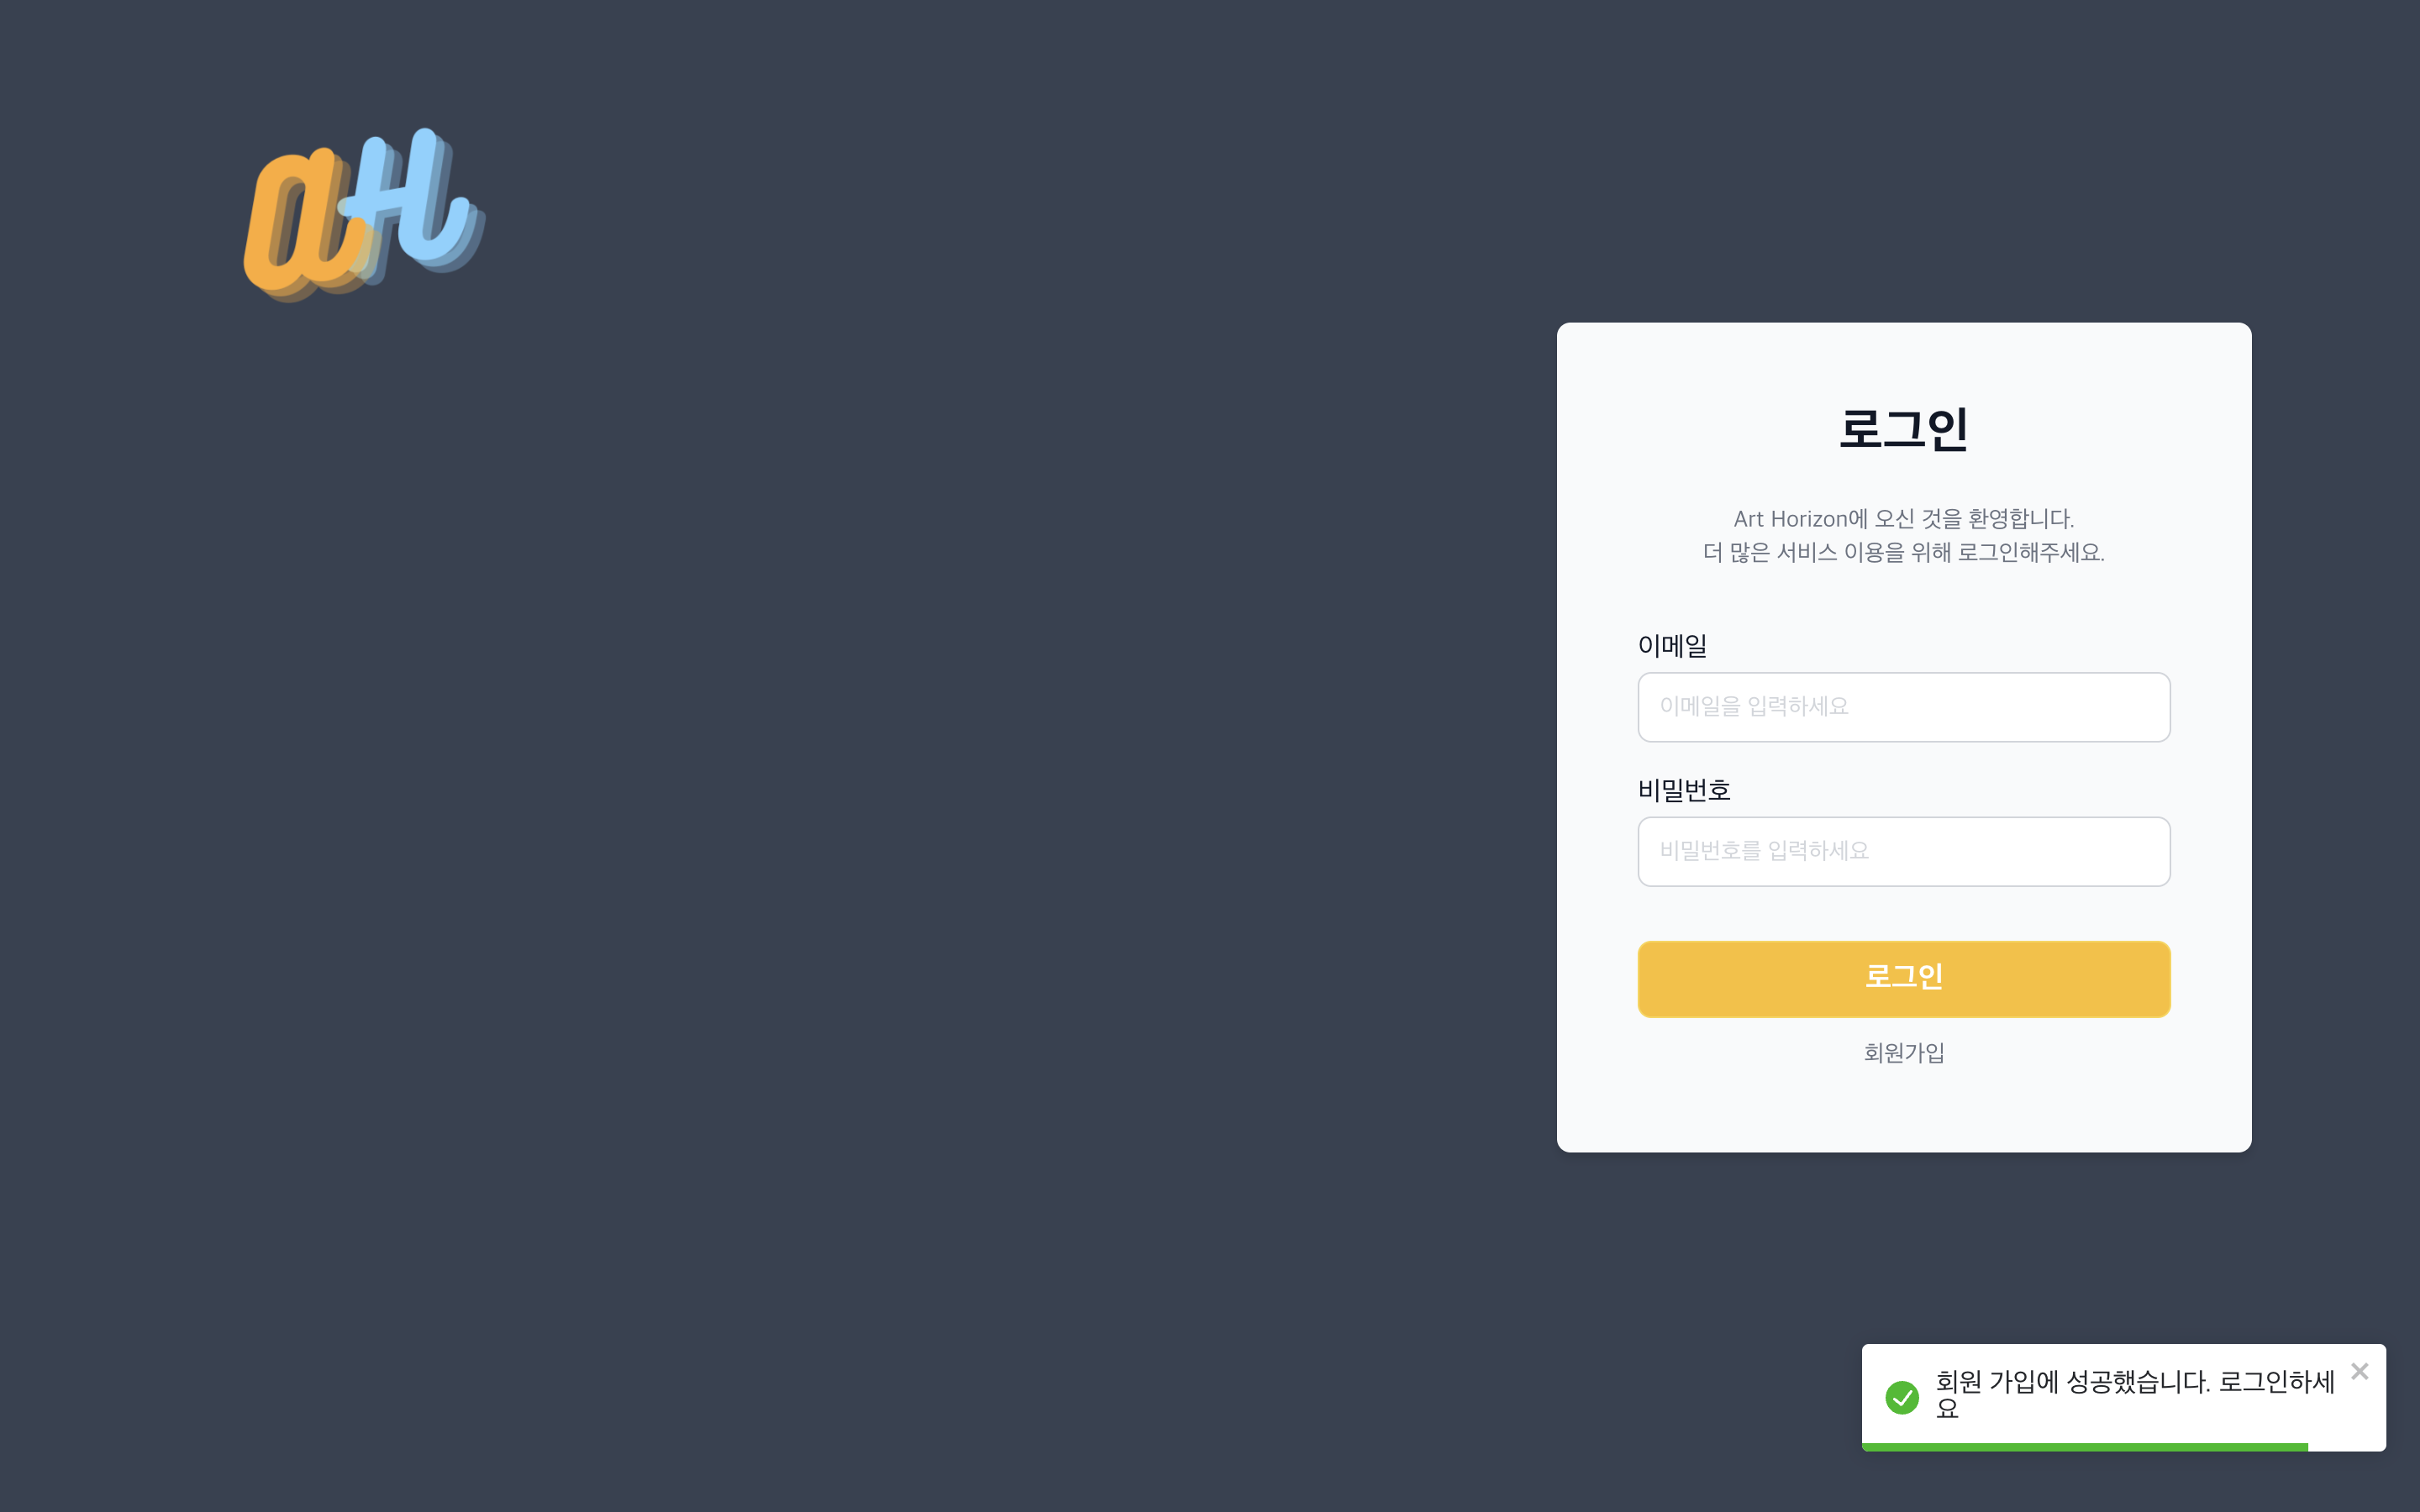 aH
로그인
Art Horizon에 오신 것을 환영합니다.
더 많은 서비스 이용을 위해 로그인해주세요.
이메일
이메일을 입력하세요
비밀번호
비밀번호를 입력하세요
로그인
회원가입
회원 가입에 성공했습니다. 로그인하세
요